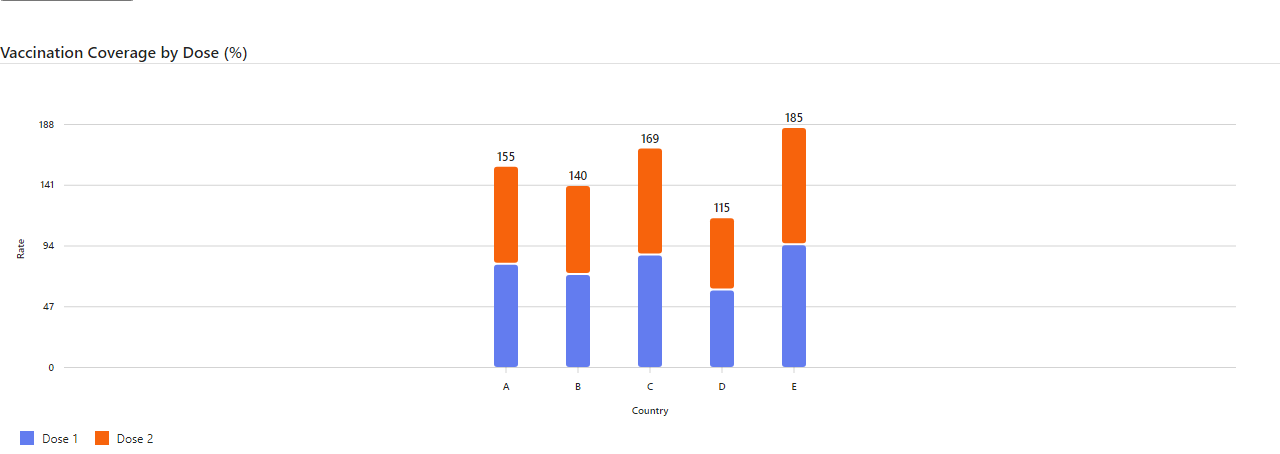 Vaccination Coverage by Dose (%)
188
141
94
47
0
Rate
155
140
169
115
185
A
B
C
D
E
Country
Dose 1
Dose 2